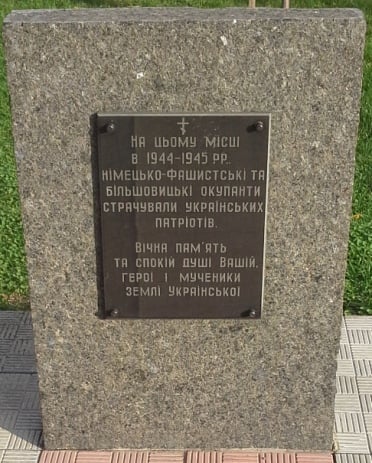 На цьому місці
в 1944-1945 рр.
німецько-фашистські та
більшовицькі окупанти
страчували українських
патріотів.
Вічна пам'ять
та спокій душі Вашій,
герої і мученики
землі Української